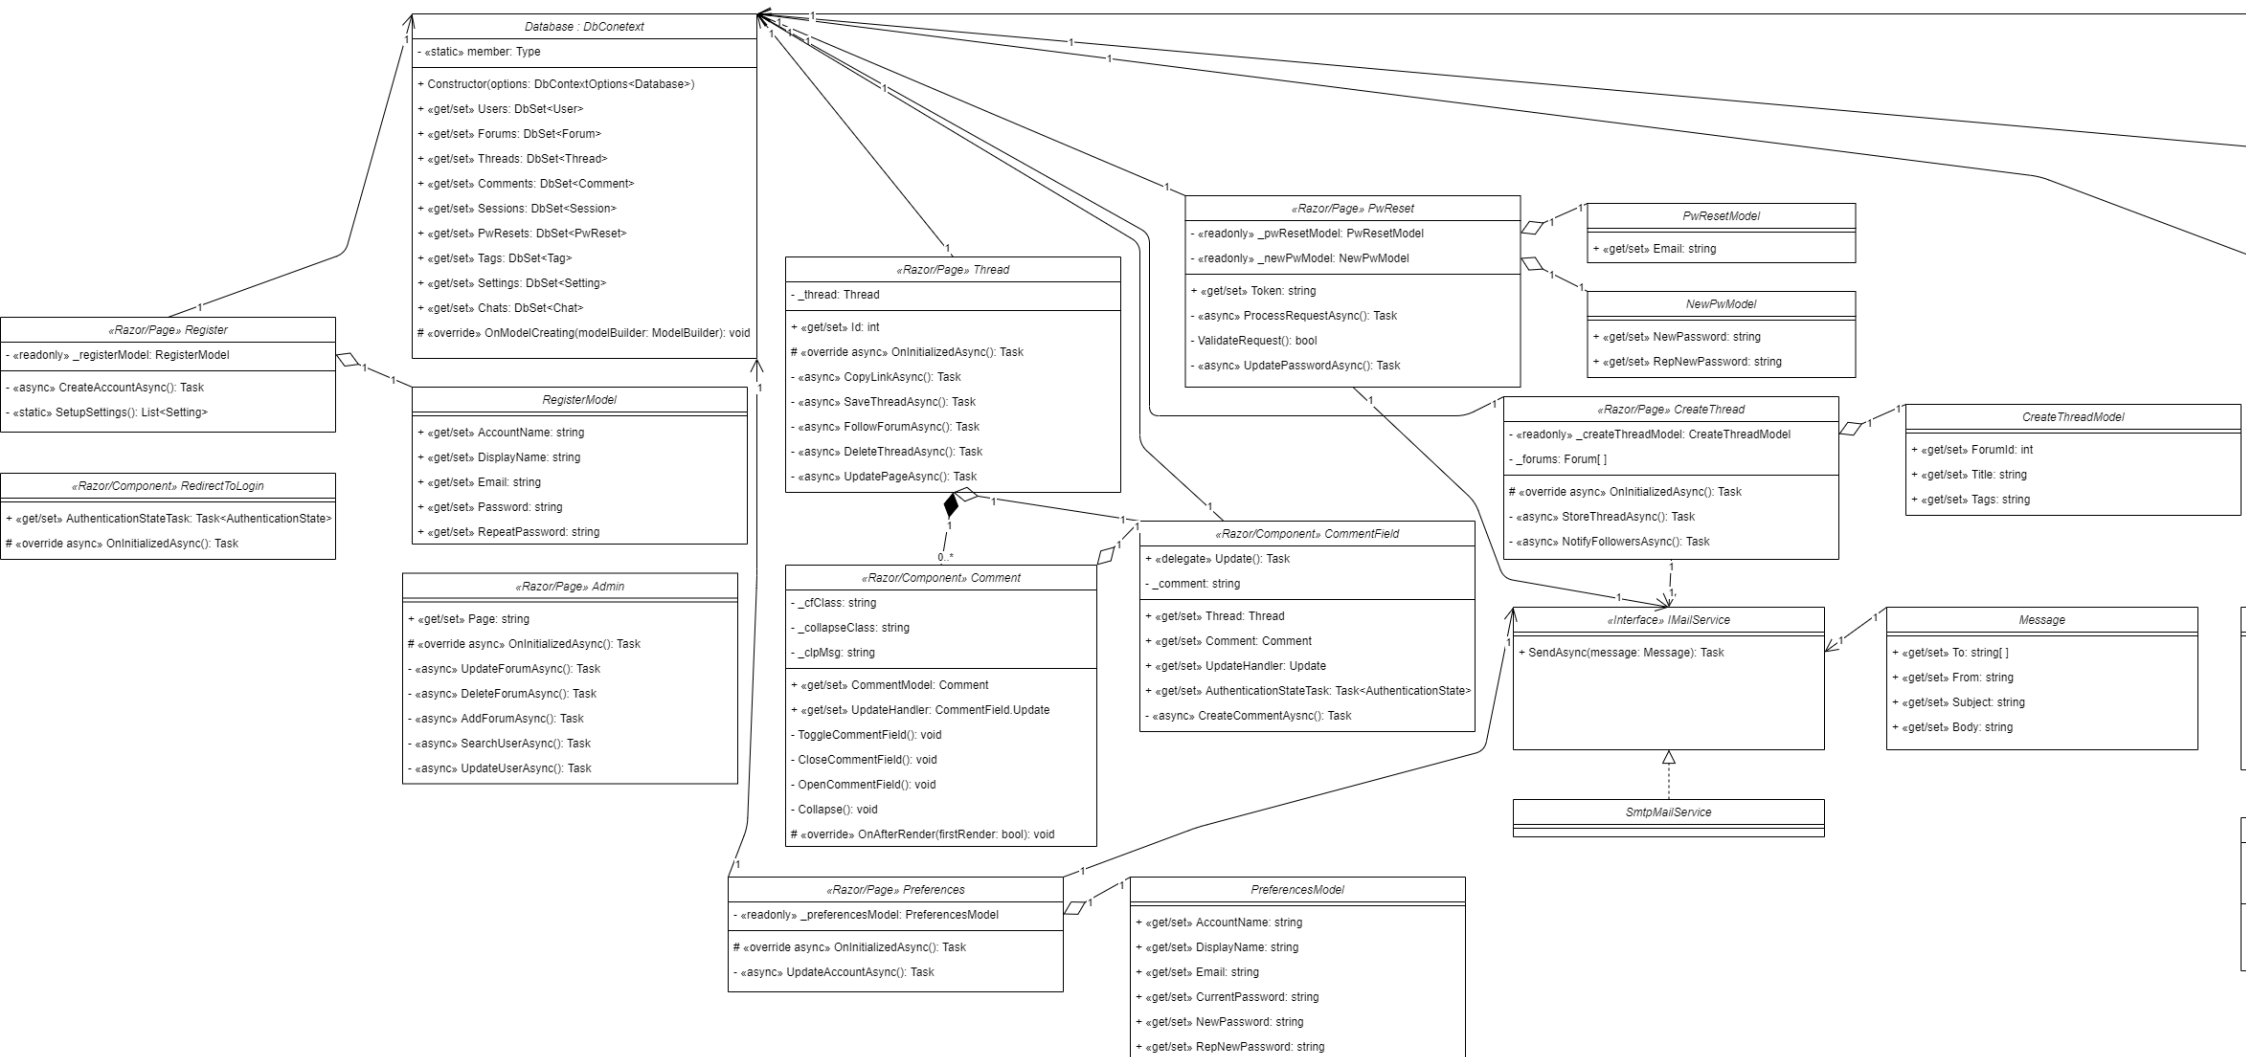 Database : DbConetext
- «static» member: Type
+ Constructor(options: DbContextOptions<Database>)
+ «get/set» Users: DbSet<User>
+ «get/set» Forums: DbSet<Forum>
+ «get/set» Threads: DbSet<Thread>
+ «get/set» Comments: DbSet<Comment>
+ «get/set» Sessions: DbSet<Session>
+ «get/set» PwResets: DbSet<PwReset>
+ «get/set» Tags: DbSet<Tag>
+ «get/set» Settings: DbSet<Setting>
+ «get/set» Chats: DbSet<Chat>
# «override» OnModelCreating(modelBuilder: ModelBuilder): void
«Razor/Page» Register
- «readonly» _registerModel: RegisterModel
- «async» CreateAccountAsync(): Task
- «static» SetupSettings(): List<Setting>
RegisterModel
+ «get/set» AccountName: string
+ «get/set» DisplayName: string
+ «get/set» Email: string
+ «get/set» Password: string
+ «get/set» RepeatPassword: string
«Razor/Component» RedirectToLogin
+ «get/set» AuthenticationStateTask: Task<AuthenticationState>
# «override async» OnInitializedAsync(): Task
«Razor/Page» Admin
+ «get/set» Page: string
# «override async» OnInitializedAsync(): Task
- «async» UpdateForumAsync(): Task
- «async» DeleteForumAsync(): Task
- «async» AddForumAsync(): Task
- «async» SearchUserAsync(): Task
- «async» UpdateUserAsync(): Task
«Razor/Page» Thread
- _thread: Thread
+ «get/set» Id: int
# «override async» OnInitializedAsync(): Task
- «async» CopyLinkAsync(): Task
- «async» SaveThreadAsync(): Task
- «async» FollowForumAsync(): Task
- «async» DeleteThreadAsync(): Task
- «async» UpdatePageAsync(): Task
1
0..*
«Razor/Component» Comment
- _cfClass: string
- _collapseClass: string
- _clpMsg: string
+ «get/set» CommentModel: Comment
+ «get/set» UpdateHandler: CommentField.Update
- ToggleCommentField(): void
- CloseCommentField(): void
- OpenCommentField(): void
- Collapse(): void
# «override» OnAfterRender(firstRender: bool): void
«Razor/Component» CommentField
+ «delegate» Update(): Task
- _comment: string
+ «get/set» Thread: Thread
+ «get/set» Comment: Comment
+ «get/set» UpdateHandler: Update
+ «get/set» AuthenticationStateTask: Task<AuthenticationState>
- «async» CreateCommentAysnc(): Task
«Razor/Page» PwReset
- «readonly» _pwResetModel: PwResetModel
- «readonly» _newPwModel: NewPwModel
+ «get/set» Token: string
- «async» ProcessRequestAsync(): Task
- ValidateRequest(): bool
- «async» UpdatePasswordAsync(): Task
PwResetModel
+ «get/set» Email: string
NewPwModel
+ «get/set» NewPassword: string
+ «get/set» RepNewPassword: string
«Razor/Page» CreateThread
- «readonly» _createThreadModel: CreateThreadModel
- _forums: Forum[ ]
# «override async» OnInitializedAsync(): Task
- «async» StoreThreadAsync(): Task
- «async» NotifyFollowersAsync(): Task
CreateThreadModel
+ «get/set» ForumId: int
+ «get/set» Title: string
+ «get/set» Tags: string
«Interface» IMailService
+ SendAsync(message: Message): Task
Message
+ «get/set» To: string[ ]
+ «get/set» From: string
+ «get/set» Subject: string
+ «get/set» Body: string
SmtpMailService
«Razor/Page» Preferences
- «readonly» _preferencesModel: PreferencesModel
# «override async» OnInitializedAsync(): Task
- «async» UpdateAccountAsync(): Task
PreferencesModel
+ «get/set» AccountName: string
+ «get/set» DisplayName: string
+ «get/set» Email: string
+ «get/set» CurrentPassword: string
+ «get/set» NewPassword: string
+ «get/set» RepNewPassword: string